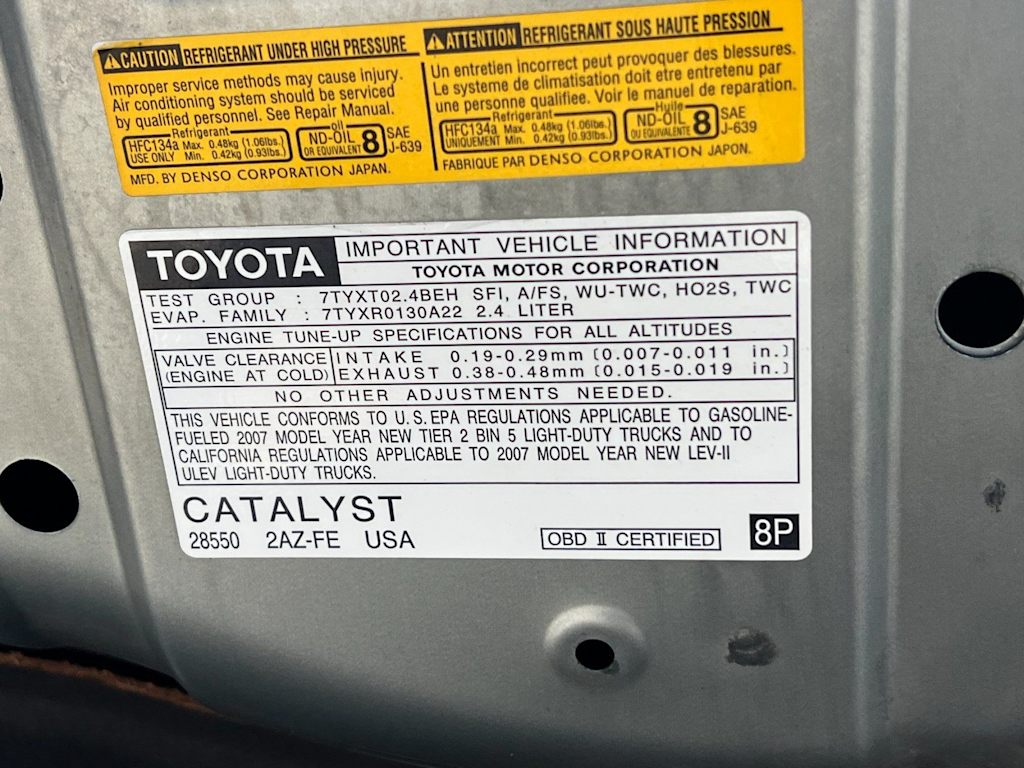 CAUTION REFRIGERANT UNDER HIGH PRESSURE
Improper service methods may cause injury.
Air conditioning system should be serviced
by qualified personnel. See Repair Manual.
Refrigerant
HFC134a Max. 0.48kg (1.06lbs.)
USE ONLY Min. 0.42kg (0.93lbs.)
Oil
ND-OIL 8
OR EQUIVALENT
SAE
J-639
MFD. BY DENSO CORPORATION JAPAN.
ATTENTION REFRIGERANT SOUS HAUTE PRESSION
Un entretien incorrect peut provoquer des blessures.
Le système de climatisation doit être entretenu par
une personne qualifiee. Voir le manuel de reparation.
Refrigerant
HFC134a Max. 0.48kg (1.06lbs.)
UNIQUEMENT Min. 0.42kg (0.93lbs.)
Huile
ND-OIL 8
OU EQUIVALENTE
SAE
J-639
FABRIQUE PAR DENSO CORPORATION JAPON.
TOYOTA IMPORTANT VEHICLE INFORMATION
TOYOTA MOTOR CORPORATION
TEST GROUP : 7TYXT02.4BEH SFI, A/FS, WU-TWC, HO2S, TWC
EVAP. FAMILY : 7TYXR0130A22 2.4 LITER
ENGINE TUNE-UP SPECIFICATIONS FOR ALL ALTITUDES
VALVE CLEARANCE INTAKE 0.19-0.29mm (0.007-0.011 in.)
(ENGINE AT COLD) EXHAUST 0.38-0.48mm (0.015-0.019 in.)
NO OTHER ADJUSTMENTS NEEDED.
THIS VEHICLE CONFORMS TO U.S.EPA REGULATIONS APPLICABLE TO GASOLINE-
FUELED 2007 MODEL YEAR NEW TIER 2 BIN 5 LIGHT-DUTY TRUCKS AND TO
CALIFORNIA REGULATIONS APPLICABLE TO 2007 MODEL YEAR NEW LEV-II
ULEV LIGHT-DUTY TRUCKS.
CATALYST
28550 2AZ-FE USA OBD II CERTIFIED 8P